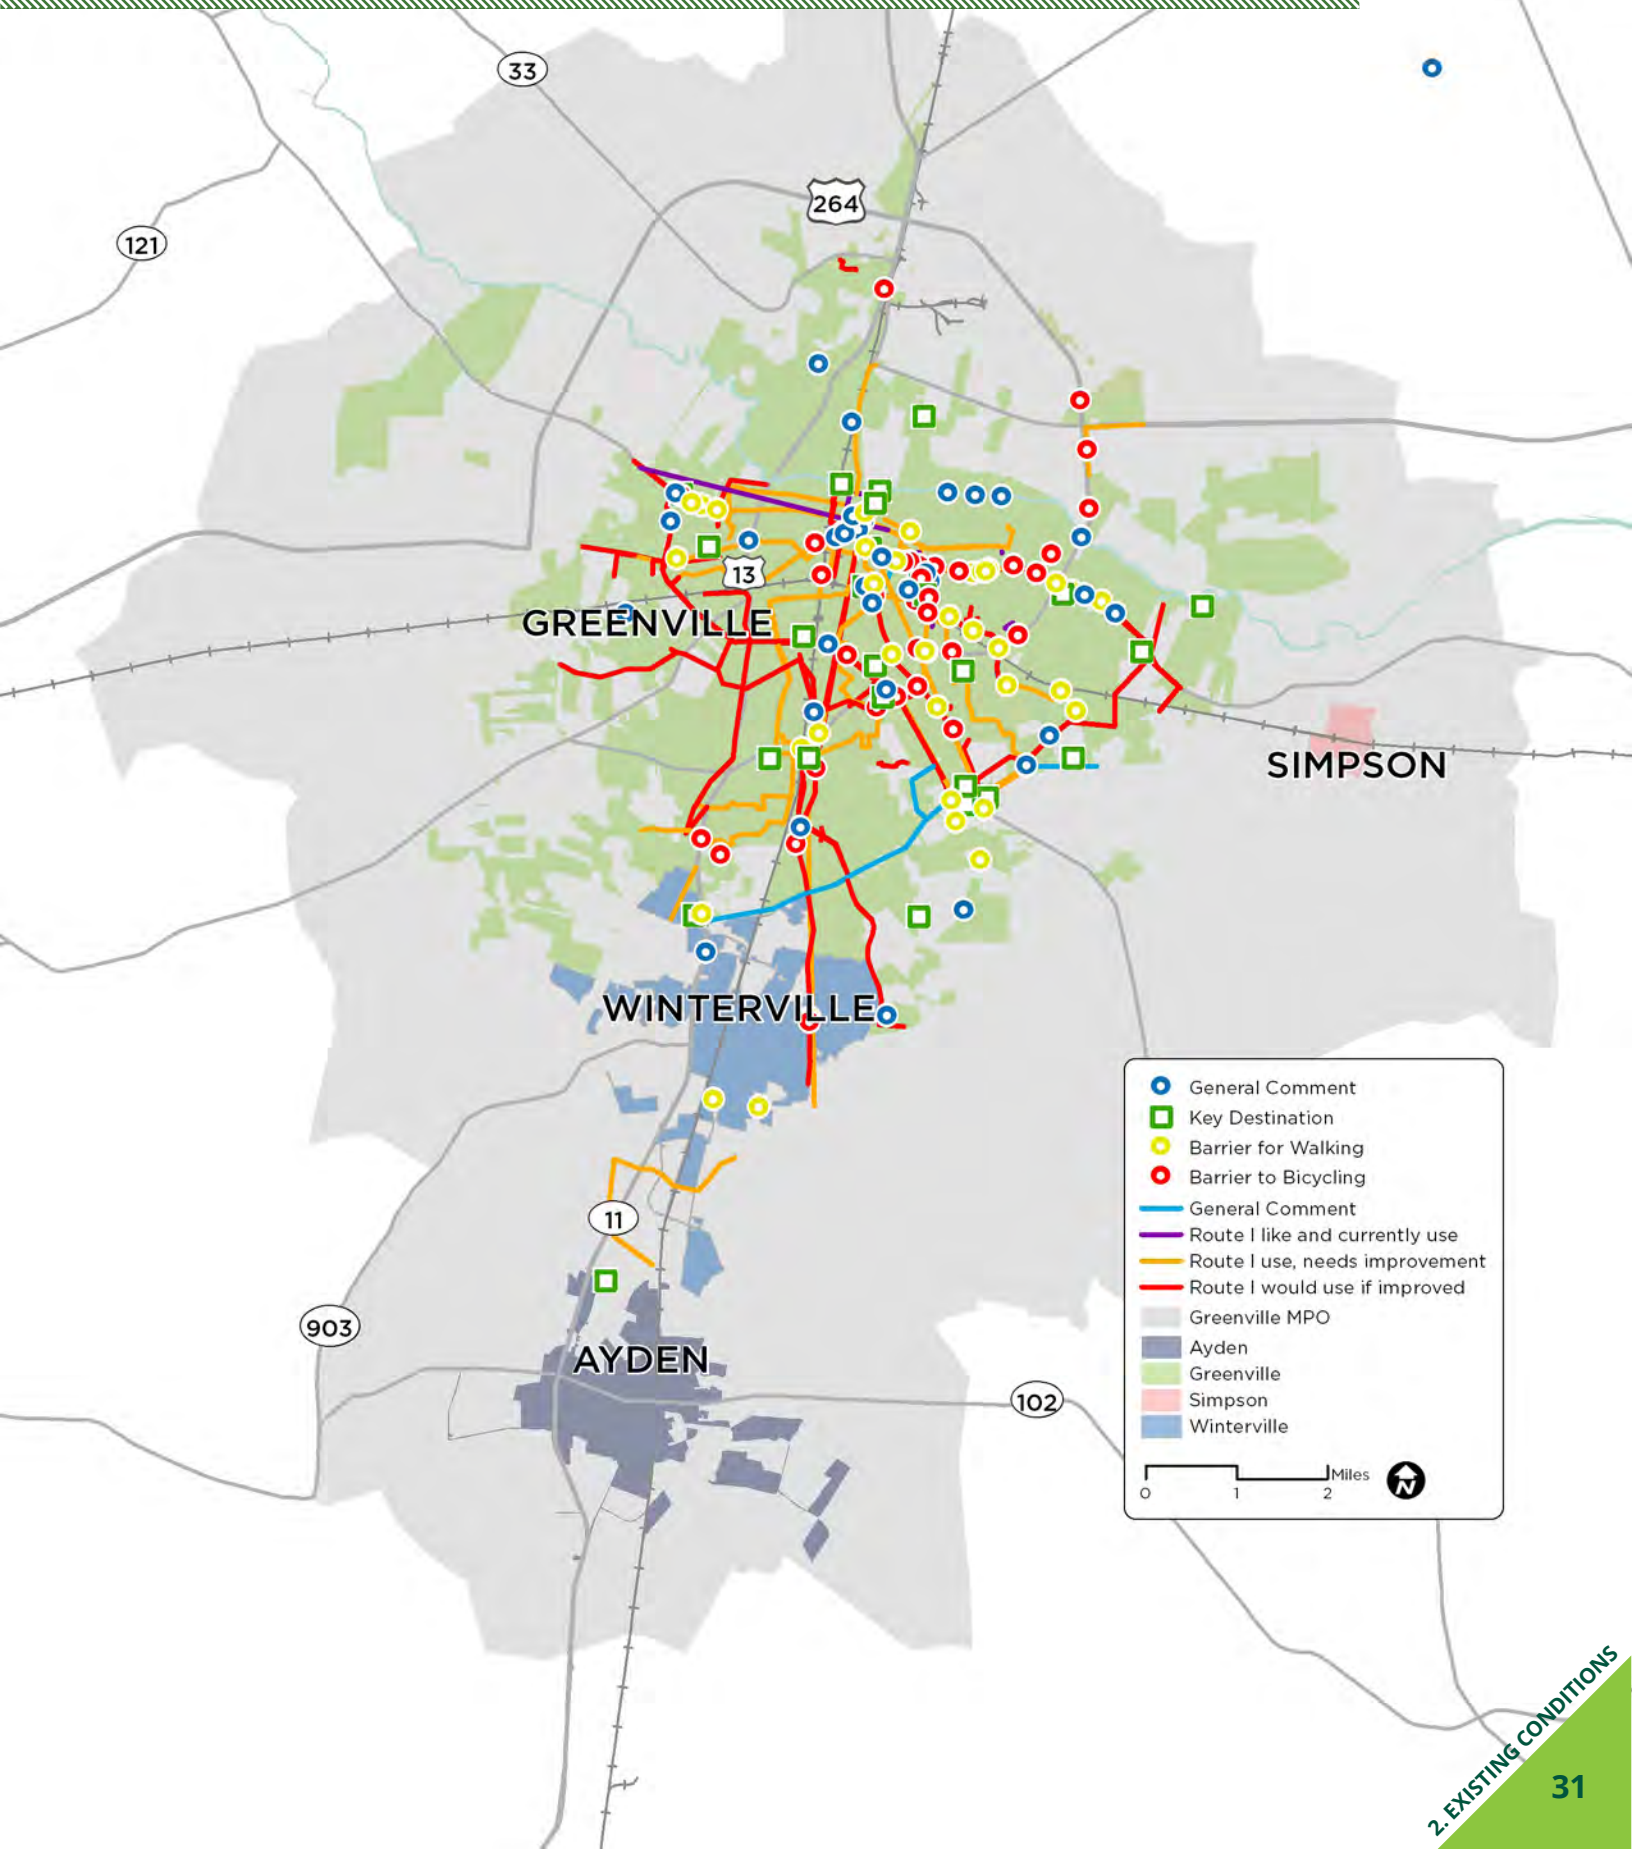 33
264
121
13
GREENVILLE
SIMPSON
WINTERVILLE
General Comment
Key Destination
Barrier for Walking
Barrier to Bicycling
General Comment
Route I like and currently use
Route I use, needs improvement
Route I would use if improved
Greenville MPO
Ayden
Greenville
Simpson
Winterville
Miles
0 1 2
N
11
903
AYDEN
102
2. EXISTING CONDITIONS
31